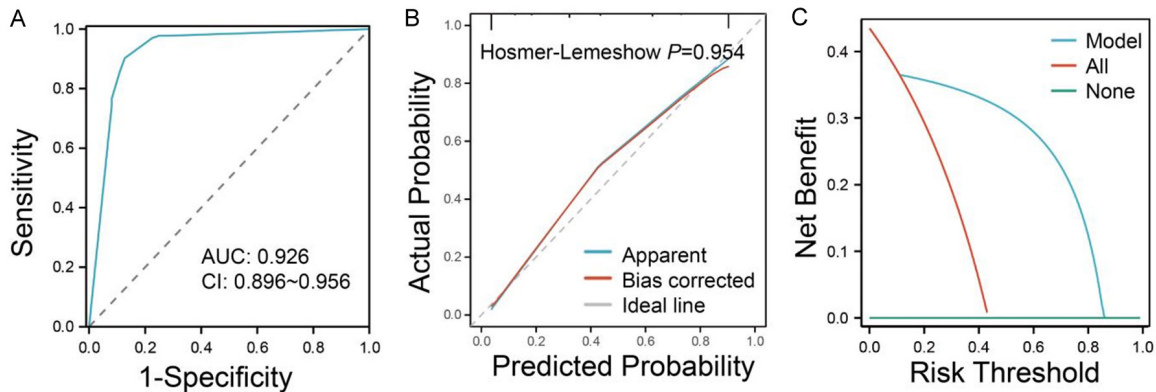 A
1.0
0.8
0.6
0.4
0.2
0.0
Sensitivity
AUC: 0.926
CI: 0.896~0.956
0.0 0.2 0.4 0.6 0.8 1.0
1-Specificity
B
1.0
0.8
0.6
0.4
0.2
0.0
Actual Probability
Hosmer-Lemeshow P=0.954
Apparent
Bias corrected
Ideal line
0.0 0.2 0.4 0.6 0.8 1.0
Predicted Probability
C
0.4
0.3
0.2
0.1
0.0
Net Benefit
Model
All
None
0.0 0.2 0.4 0.6 0.8 1.0
Risk Threshold